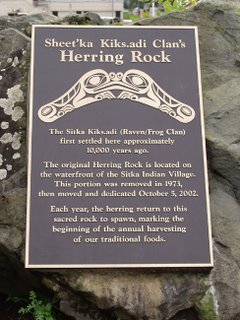 Sheet'ka Kiks.adi Clan's
Herring Rock
The Sitka Kiks.adi (Raven/Frog Clan)
first settled here approximately
10,000 years ago.
The original Herring Rock is located on
the waterfront of the Sitka Indian Village.
This portion was removed in 1973,
then moved and dedicated October 5, 2002.
Each year, the herring return to this
sacred rock to spawn, marking the
beginning of the annual harvesting
of our traditional foods.